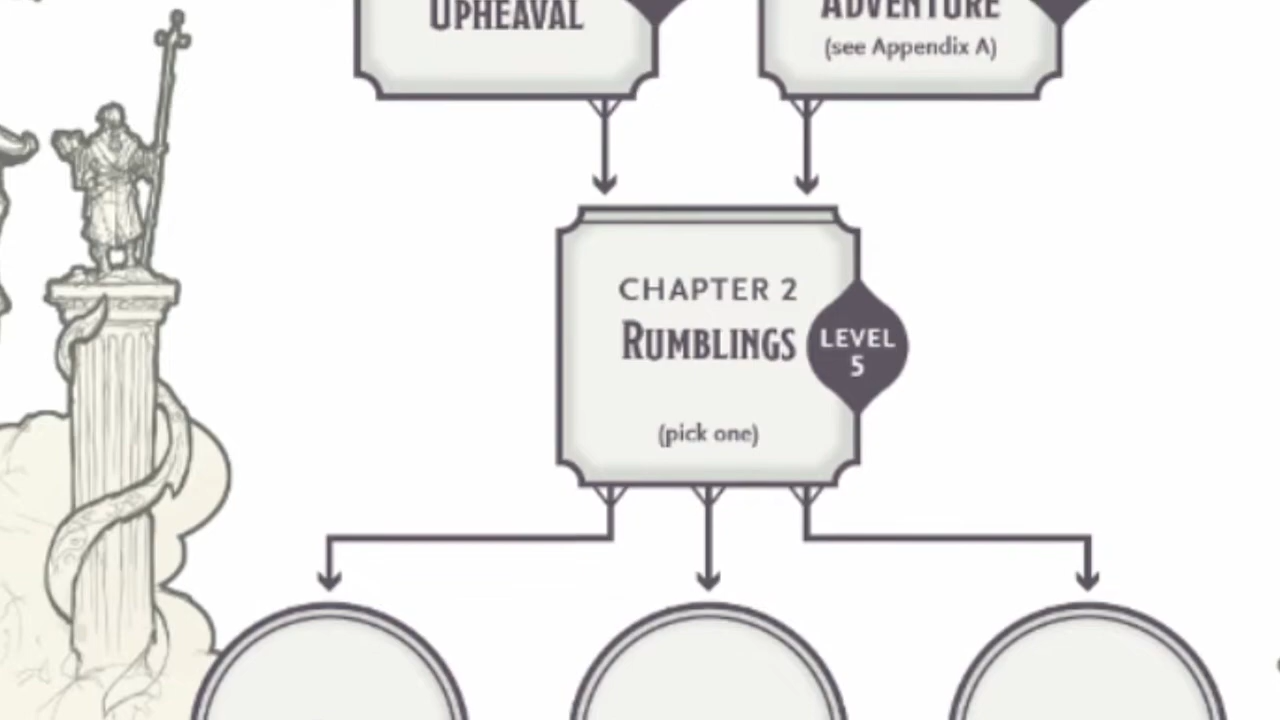 UPHEAVAL
ADVENTURE
(see Appendix A)
CHAPTER 2
RUMBLINGS
LEVEL
5
(pick one)